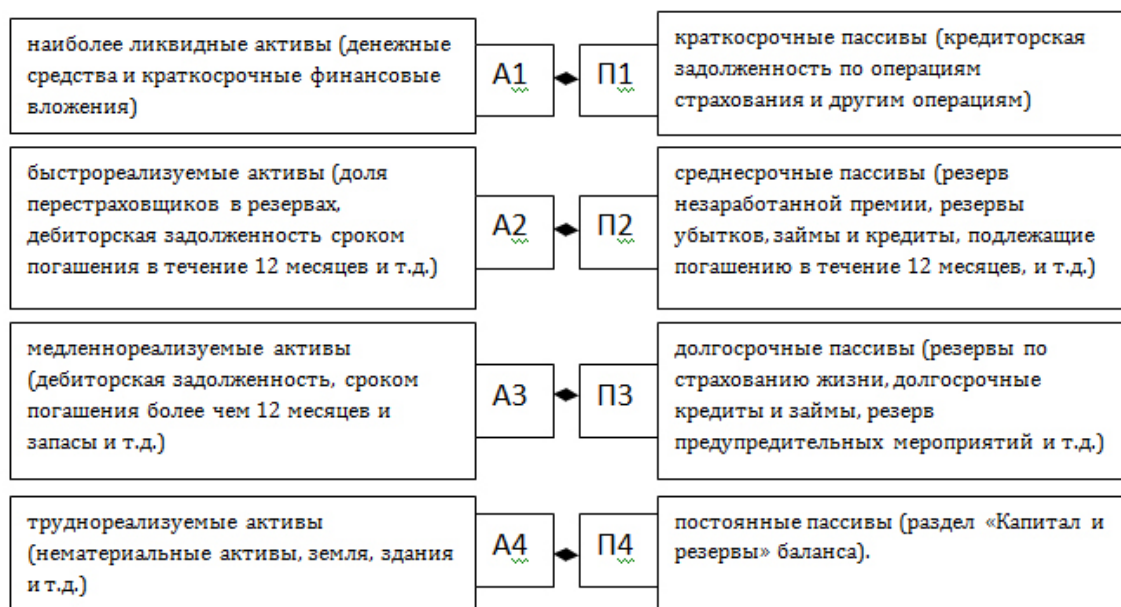 наиболее ликвидные активы (денежные
средства и краткосрочные финансовые
вложения)
А1
П1
краткосрочные пассивы (кредиторская
задолженность по операциям
страхования и другим операциям)
быстрореализуемые активы (доля
перестраховщиков в резервах,
дебиторская задолженность сроком
погашения в течение 12 месяцев и т.д.)
А2
П2
среднесрочные пассивы (резерв
незаработанной премии, резервы
убытков, займы и кредиты, подлежащие
погашению в течение 12 месяцев, и т.д.)
медленнореализуемые активы
(дебиторская задолженность, сроком
погашения более чем 12 месяцев и
запасы и т.д.)
А3
П3
долгосрочные пассивы (резервы по
страхованию жизни, долгосрочные
кредиты и займы, резерв
предупредительных мероприятий и т.д.)
труднореализуемые активы
(нематериальные активы, земля, здания
и т.д.)
А4
П4
постоянные пассивы (раздел «Капитал и
резервы» баланса).